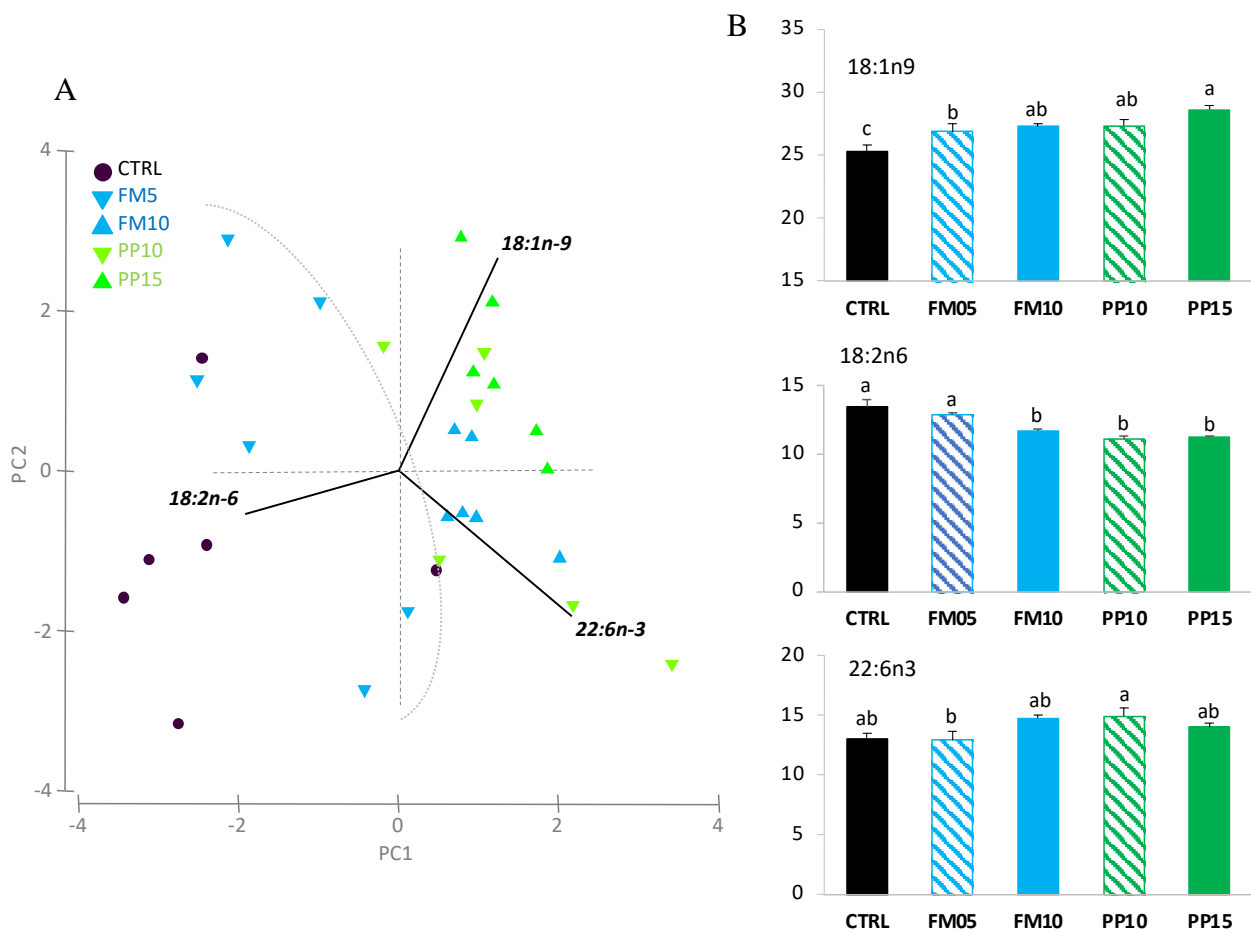 A
4
2
0
-2
-4
PC2
CTRL
FM5
FM10
PP10
PP15
18:1n-9
18:2n-6
22:6n-3
-4
-2
0
2
4
PC1
B
35
30
25
20
15
18:1n9
c
b
ab
ab
a
CTRL FM05 FM10 PP10 PP15
18:2n6
15
10
5
0
a
a
b
b
b
CTRL FM05 FM10 PP10 PP15
20
15
10
5
0
22:6n3
ab
b
ab
a
ab
CTRL FM05 FM10 PP10 PP15